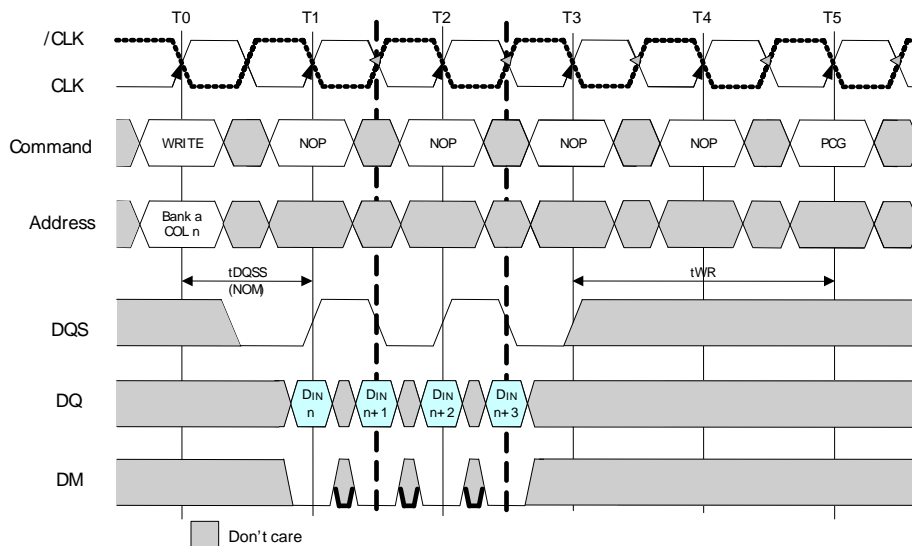 T0 T1 T2 T3 T4 T5
/CLK
CLK
Command WRITE NOP NOP NOP NOP PCG
Address Bank a
COL n
tDQSS
(NOM)
tWR
DQS
DQ DIN
n
DIN
n+1
DIN
n+2
DIN
n+3
DM
Don't care